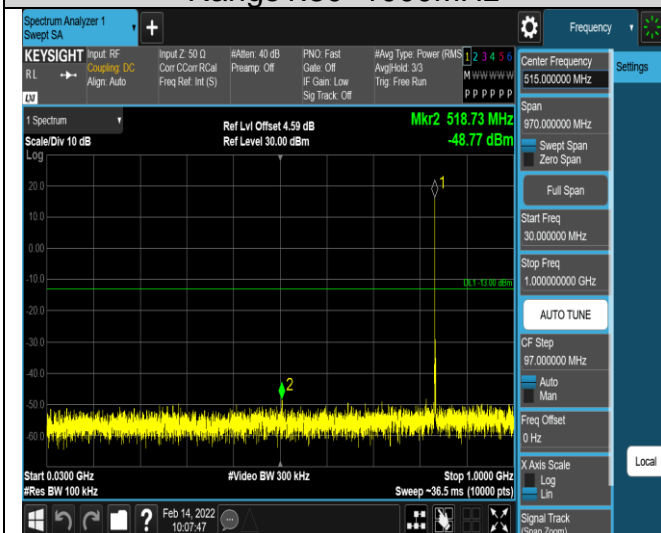 Spectrum Analyzer 1
Swept SA
Frequency
KEYSIGHT
RL
LXI
Input: RF
Coupling: DC
Align: Auto
Input Z: 50 Ω
Corr CCorr RCal
Freq Ref: Int (S)
#Atten: 40 dB
Preamp: Off
PNO: Fast
Gate: Off
IF Gain: Low
Sig Track: Off
#Avg Type: Power (RMS
Avg|Hold: 3/3
Trig: Free Run
1 2 3 4 5 6
M W W W W W
P P P P P P
1 Spectrum
Scale/Div 10 dB
Log
Ref Lvl Offset 4.59 dB
Ref Level 30.00 dBm
Mkr2 518.73 MHz
-48.77 dBm
20.0
10.0
0.00
-10.0
-20.0
-30.0
-40.0
-50.0
-60.0
1
DL1 -13.00 dBm
2
Start 0.0300 GHz
#Res BW 100 kHz
#Video BW 300 kHz
Stop 1.0000 GHz
Sweep ~36.5 ms (10000 pts)
Feb 14, 2022
10:07:47
Center Frequency
515.000000 MHz
Span
970.000000 MHz
Swept Span
Zero Span
Full Span
Start Freq
30.000000 MHz
Stop Freq
1.000000000 GHz
AUTO TUNE
CF Step
97.000000 MHz
Auto
Man
Freq Offset
0 Hz
X Axis Scale
Log
Lin
Signal Track
(Span Zoom)
Settings
Local